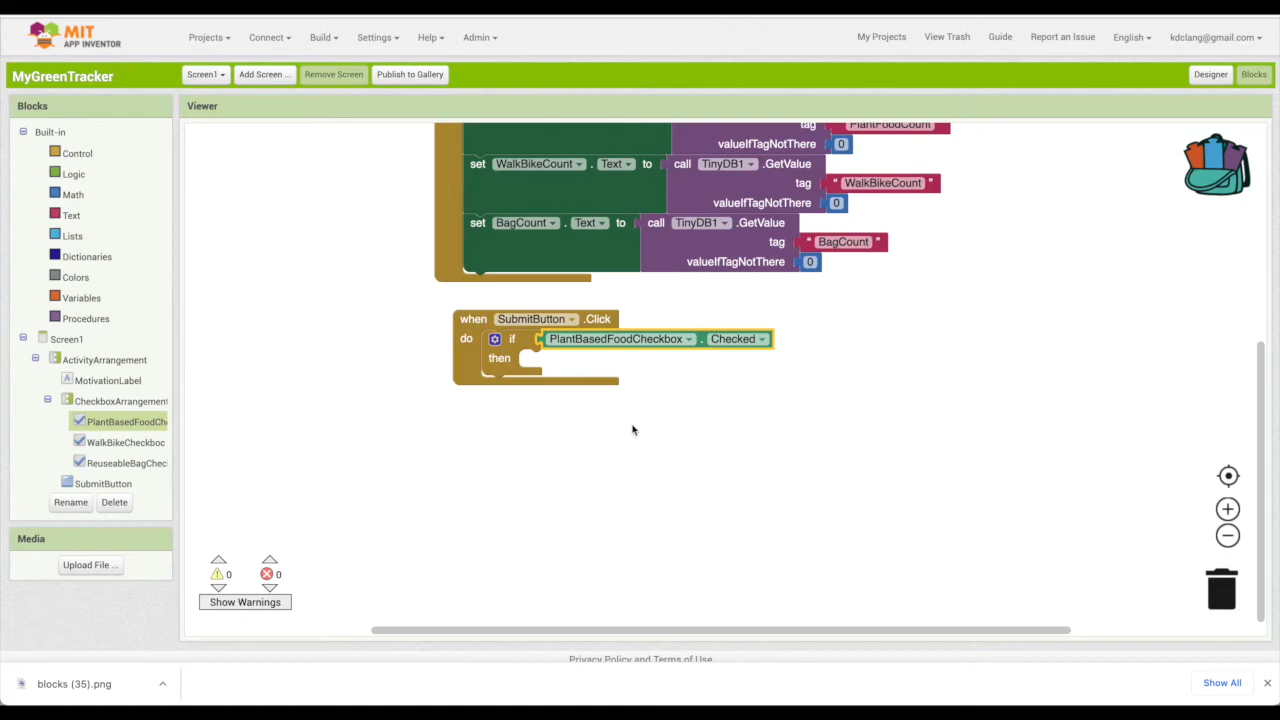 MIT
APP INVENTOR
Projects Connect Build Settings Help Admin My Projects View Trash Guide Report an Issue English kdclang@gmail.com
MyGreenTracker Screen1 Add Screen ... Remove Screen Publish to Gallery Designer Blocks
Blocks Viewer
Built-in
Control
Logic
Math
Text
Lists
Dictionaries
Colors
Variables
Procedures
Screen1
ActivityArrangement
MotivationLabel
CheckboxArrangement
PlantBasedFoodChe
WalkBikeCheckboc
ReuseableBagChec
SubmitButton
Rename Delete
Media
Upload File ...
tag PlantFoodCount
valueIfTagNotThere 0
set WalkBikeCount . Text to call TinyDB1 .GetValue
tag “ WalkBikeCount ”
valueIfTagNotThere 0
set BagCount . Text to call TinyDB1 .GetValue
tag “ BagCount ”
valueIfTagNotThere 0
when SubmitButton .Click
do if PlantBasedFoodCheckbox . Checked
then
0 0
Show Warnings
Privacy Policy and Terms of Use
blocks (35).png Show All